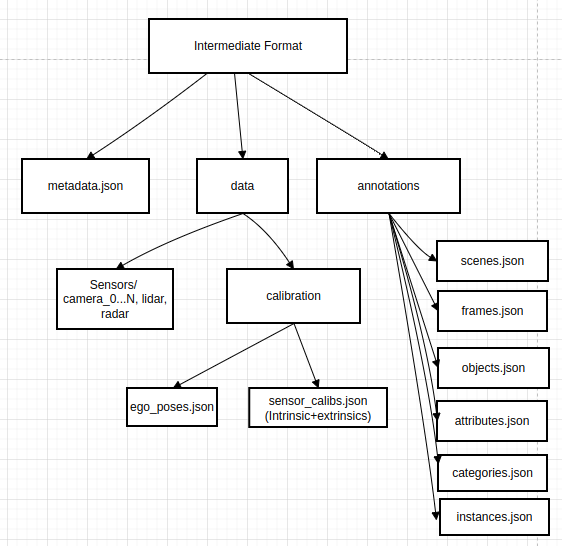 Intermediate Format
metadata.json
data
annotations
Sensors/
camera_0...N, lidar,
radar
calibration
ego_poses.json
sensor_calibs.json
(Intrinsic+extrinsics)
scenes.json
frames.json
objects.json
attributes.json
categories.json
instances.json